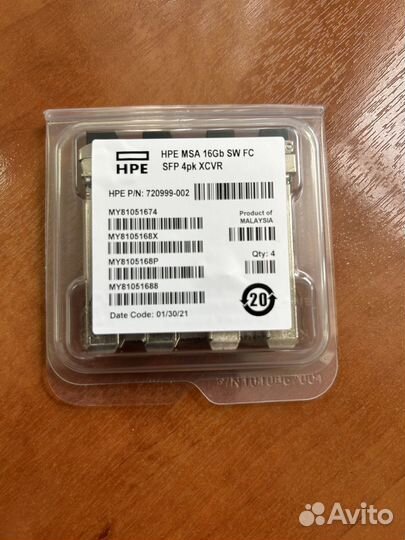 HPE
HPE MSA 16Gb SW FC
SFP 4pk XCVR
HPE P/N: 720999-002
MY81051674
Product of
MALAYSIA
MY8105168X
MY8105168P
Qty: 4
MY81051688
20
Date Code: 01/30/21
Avito